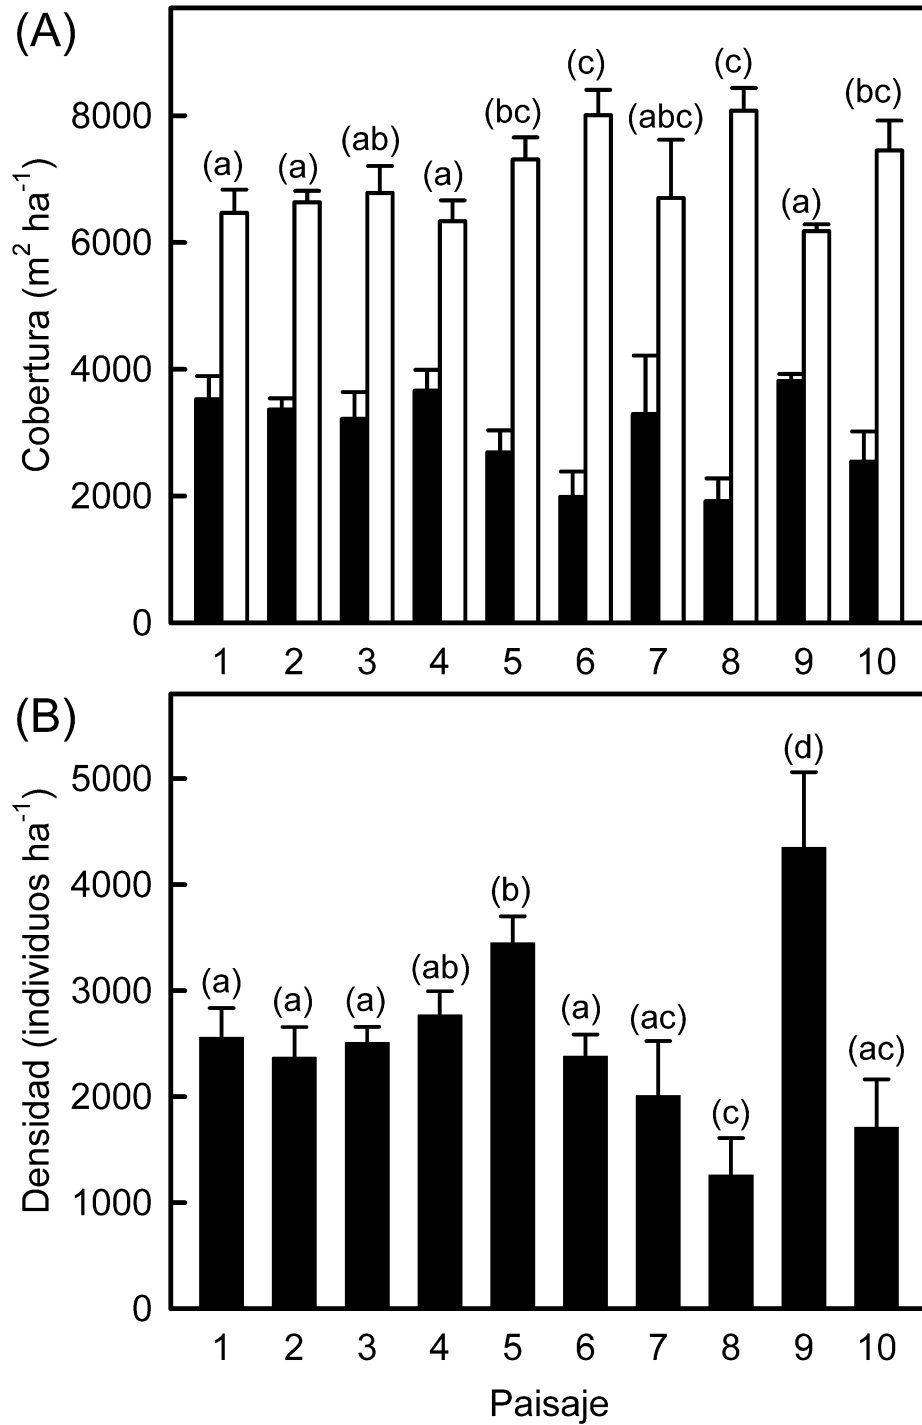 (A)
Cobertura (m² ha⁻¹)
8000
6000
4000
2000
0
(a) (a) (ab) (a) (bc) (c) (abc) (c) (a) (bc)
1 2 3 4 5 6 7 8 9 10
(B)
Densidad (individuos ha⁻¹)
5000
4000
3000
2000
1000
0
(a) (a) (a) (ab) (b) (a) (ac) (c) (d) (ac)
1 2 3 4 5 6 7 8 9 10
Paisaje